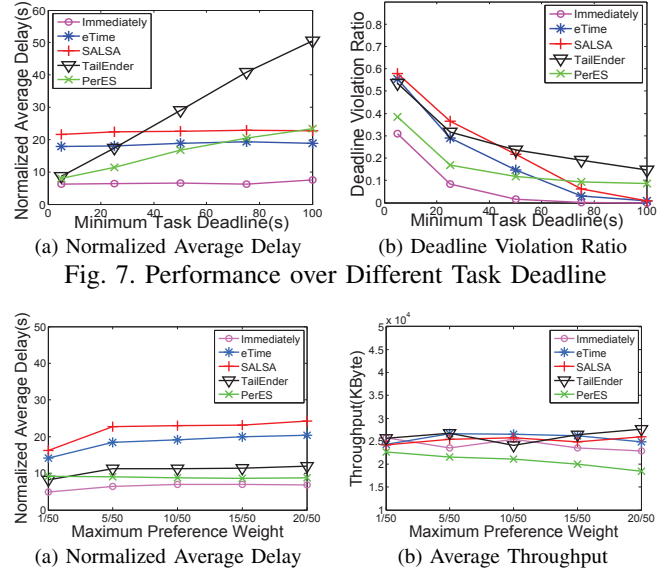 60
50
40
30
20
10
0
0
20
40
60
80
100
Normalized Average Delay(s)
Minimum Task Deadline(s)
Immediately
eTime
SALSA
TailEnder
PerES
(a) Normalized Average Delay
0.9
0.8
0.7
0.6
0.5
0.4
0.3
0.2
0.1
0
0
20
40
60
80
100
Deadline Violation Ratio
Minimum Task Deadline(s)
Immediately
eTime
SALSA
TailEnder
PerES
(b) Deadline Violation Ratio
Fig. 7. Performance over Different Task Deadline
50
40
30
20
10
0
1/50
5/50
10/50
15/50
20/50
Normalized Average Delay(s)
Maximum Preference Weight
Immediately
eTime
SALSA
TailEnder
PerES
(a) Normalized Average Delay
x 10^4
5
4.5
4
3.5
3
2.5
2
1.5
1
1/50
5/50
10/50
15/50
20/50
Throughput(KByte)
Maximum Preference Weight
Immediately
eTime
SALSA
TailEnder
PerES
(b) Average Throughput